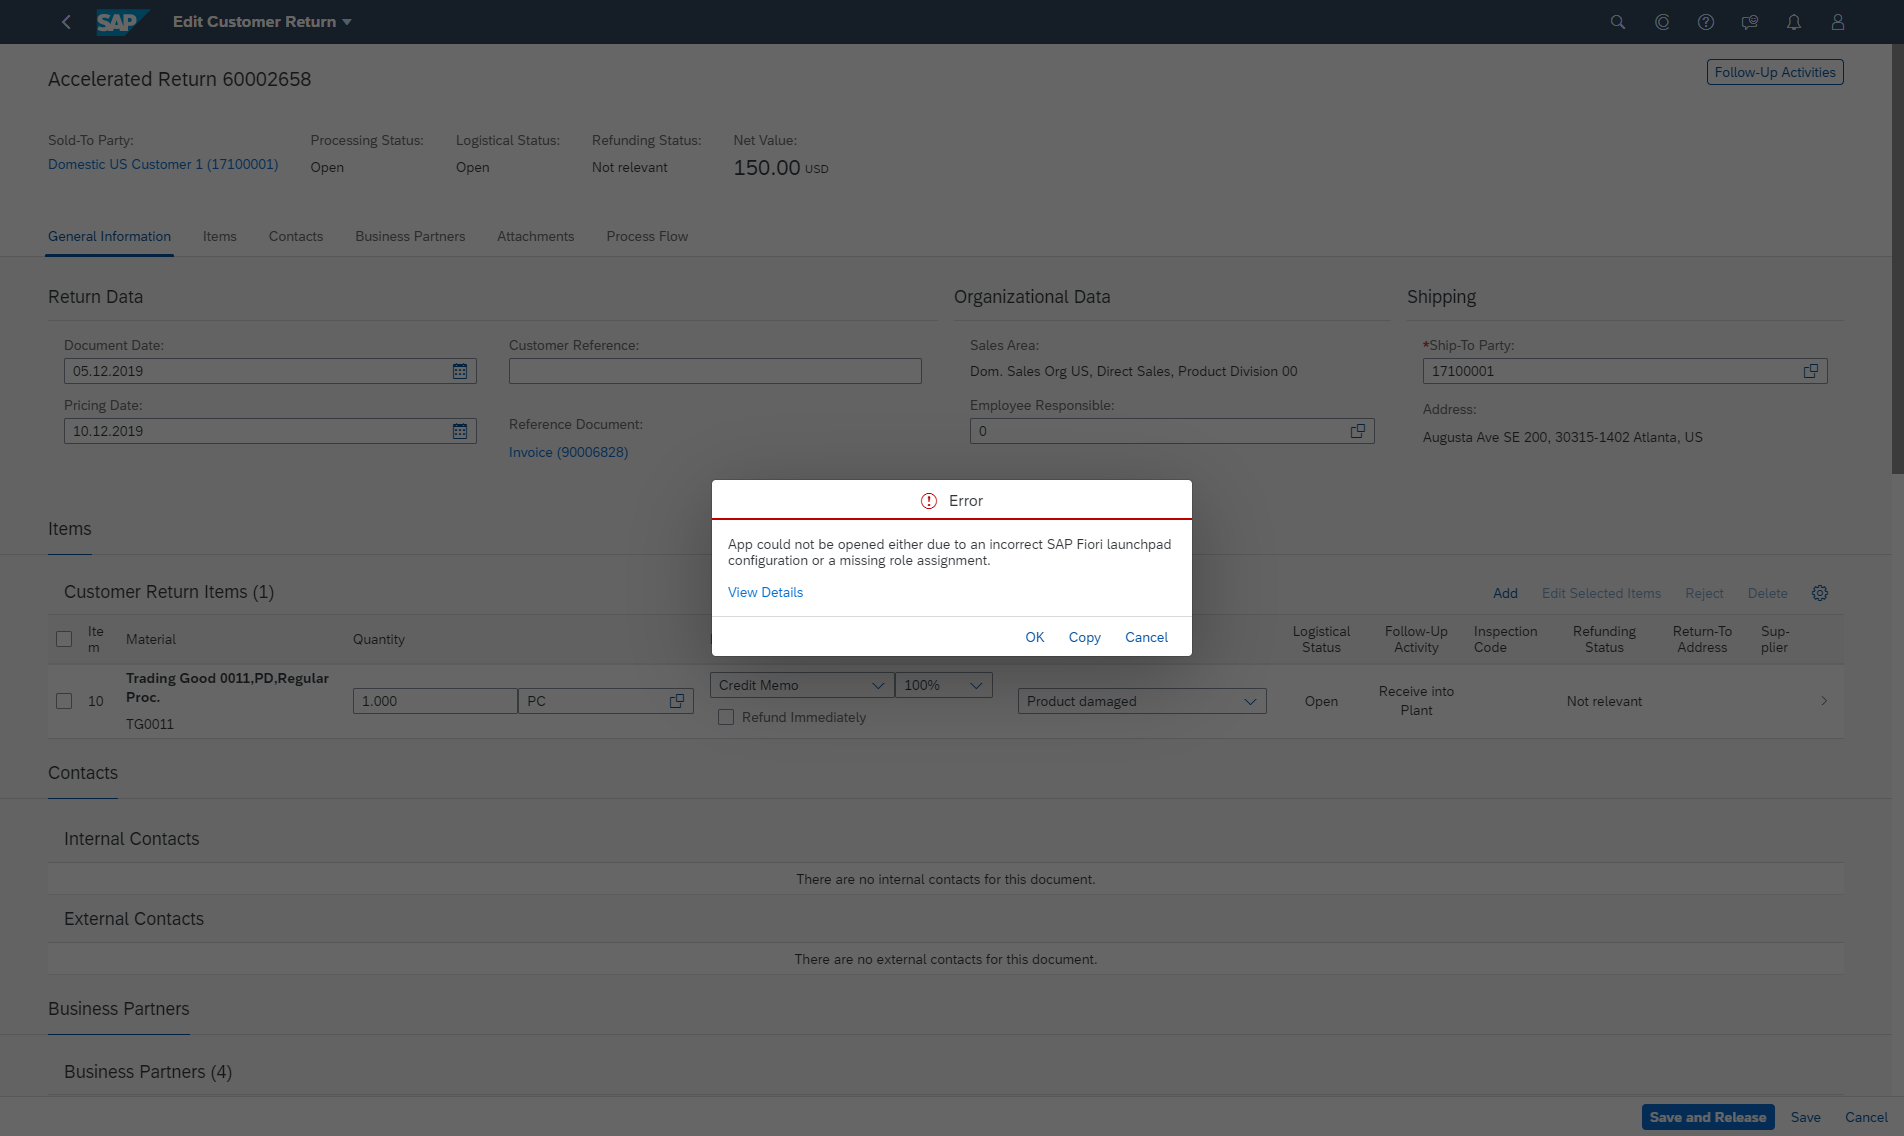 SAP Edit Customer Return
Accelerated Return 60002658
Follow-Up Activities
Sold-To Party:
Domestic US Customer 1 (17100001)
Processing Status:
Open
Logistical Status:
Open
Refunding Status:
Not relevant
Net Value:
150.00 USD
General Information Items Contacts Business Partners Attachments Process Flow
Return Data
Document Date:
05.12.2019
Pricing Date:
10.12.2019
Customer Reference:
Reference Document:
Invoice (90006828)
Organizational Data
Sales Area:
Dom. Sales Org US, Direct Sales, Product Division 00
Employee Responsible:
0
Shipping
*Ship-To Party:
17100001
Address:
Augusta Ave SE 200, 30315-1402 Atlanta, US
Error
App could not be opened either due to an incorrect SAP Fiori launchpad
configuration or a missing role assignment.
View Details
OK Copy Cancel
Items
Customer Return Items (1)
Add Edit Selected Items Reject Delete
Ite
m
Material
Quantity
Logistical
Status
Follow-Up
Activity
Inspection
Code
Refunding
Status
Return-To
Address
Sup-
plier
10
Trading Good 0011,PD,Regular
Proc.
TG0011
1.000 PC
Credit Memo 100%
Refund Immediately
Product damaged
Open
Receive into
Plant
Not relevant
Contacts
Internal Contacts
There are no internal contacts for this document.
External Contacts
There are no external contacts for this document.
Business Partners
Business Partners (4)
Save and Release Save Cancel